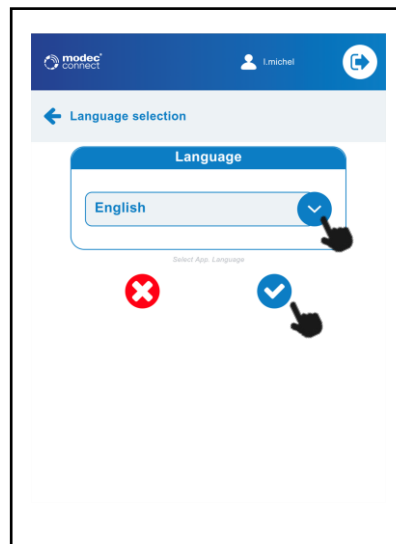 modec
connect
l.michel
Language selection
Language
English
Select App. Language